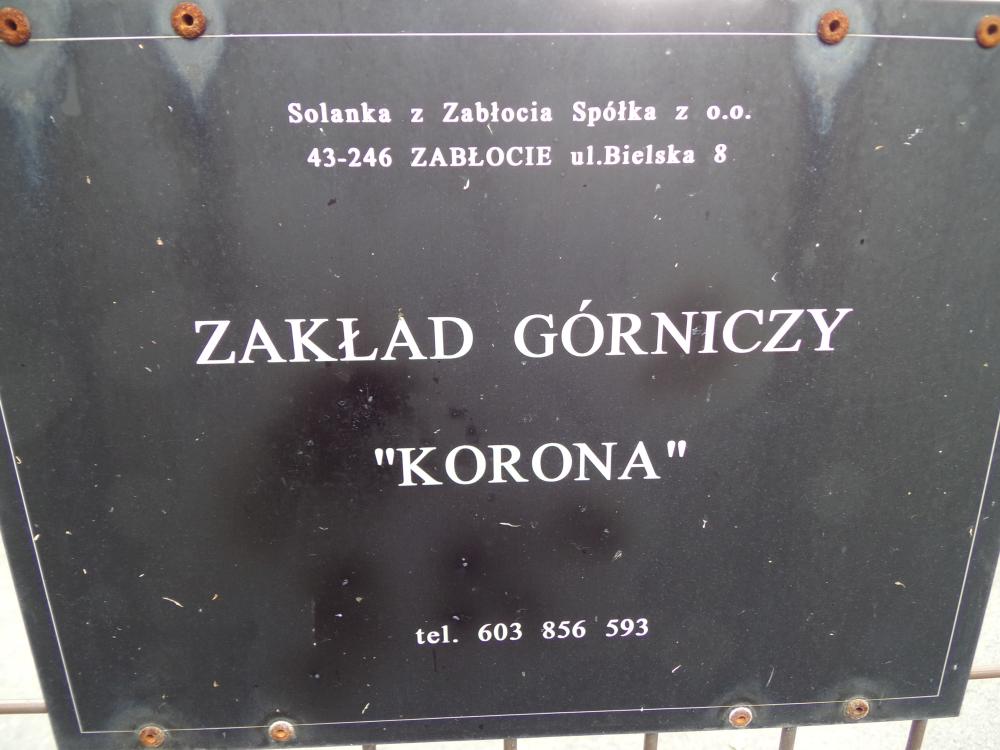 Solanka z Zabłocia Spółka z o.o.
43-246 ZABŁOCIE ul.Bielska 8
ZAKŁAD GÓRNICZY
"KORONA"
tel. 603 856 593